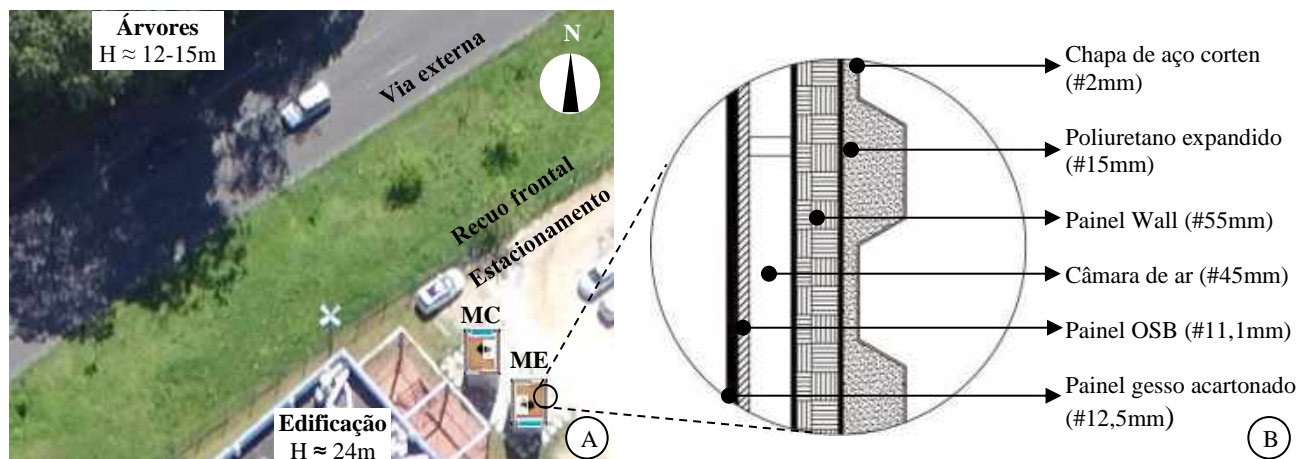 Árvores
H ≈ 12-15m
Via externa
N
Recuo frontal
Estacionamento
MC
ME
Edificação
H ≈ 24m
A
Chapa de aço corten
(#2mm)
Poliuretano expandido
(#15mm)
Painel Wall (#55mm)
Câmara de ar (#45mm)
Painel OSB (#11,1mm)
Painel gesso acartonado
(#12,5mm)
B